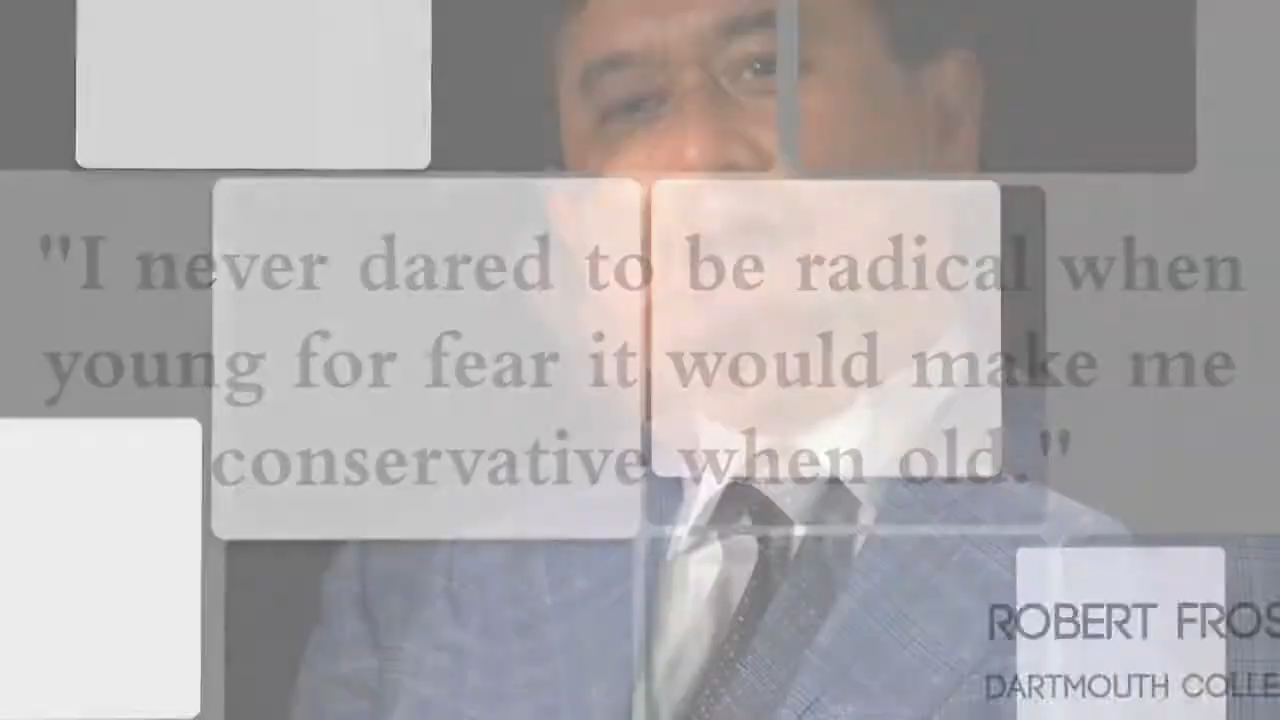 "I never dared to be radical when
young for fear it would make me
conservative when old."
ROBERT FROS
DARTMOUTH COLLE